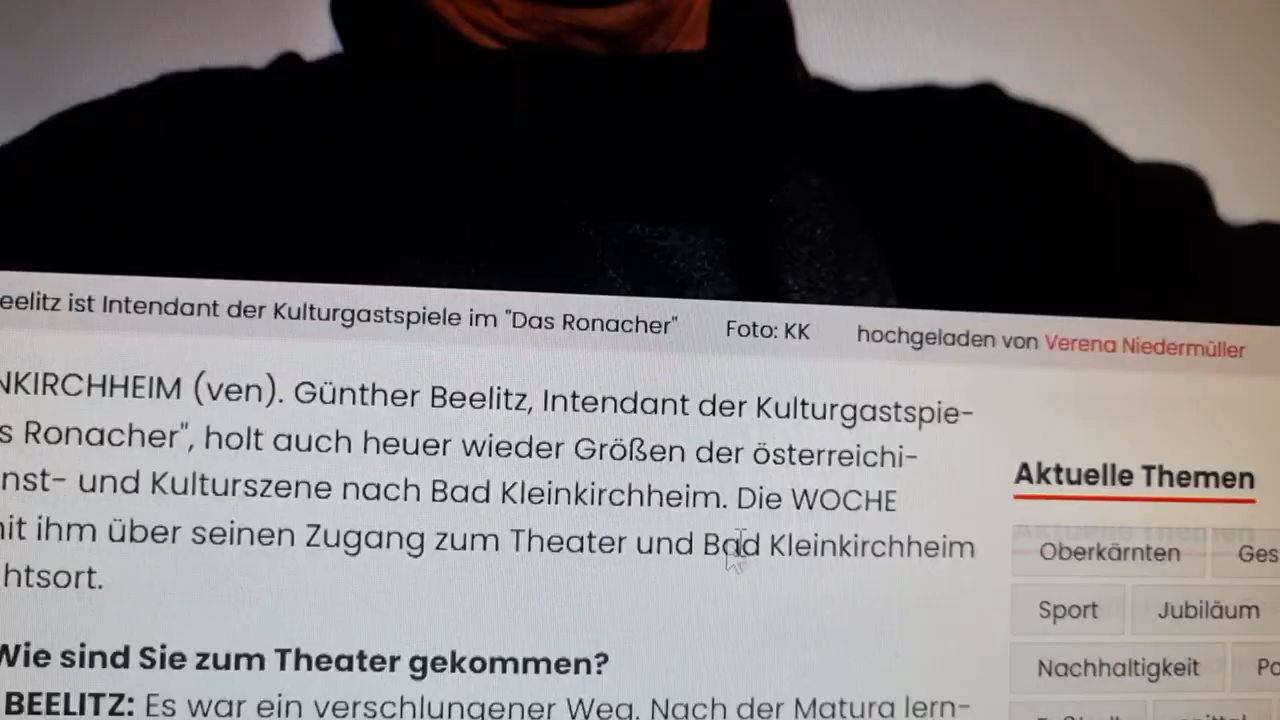 eelitz ist Intendant der Kulturgastspiele im "Das Ronacher" Foto: KK hochgeladen von Verena Niedermüller
NKIRCHHEIM (ven). Günther Beelitz, Intendant der Kulturgastspie-
s Ronacher", holt auch heuer wieder Größen der österreichi-
nst- und Kulturszene nach Bad Kleinkirchheim. Die WOCHE
it ihm über seinen Zugang zum Theater und Bad Kleinkirchheim
htsort.
Wie sind Sie zum Theater gekommen?
BEELITZ: Es war ein verschlungener Weg. Nach der Matura lern-
Aktuelle Themen
Oberkärnten Ges
Sport Jubiläum
Nachhaltigkeit Po